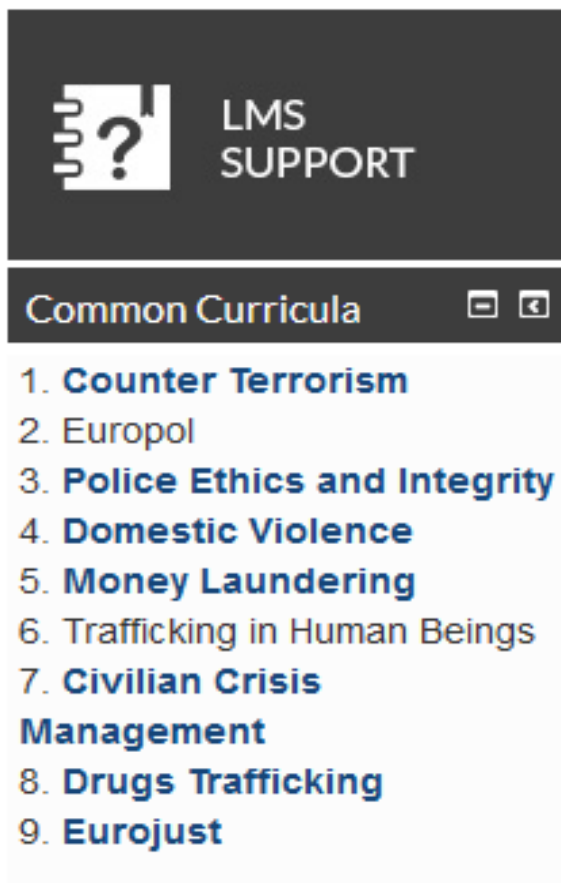 LMS
SUPPORT
Common Curricula
1. Counter Terrorism
2. Europol
3. Police Ethics and Integrity
4. Domestic Violence
5. Money Laundering
6. Trafficking in Human Beings
7. Civilian Crisis
Management
8. Drugs Trafficking
9. Eurojust